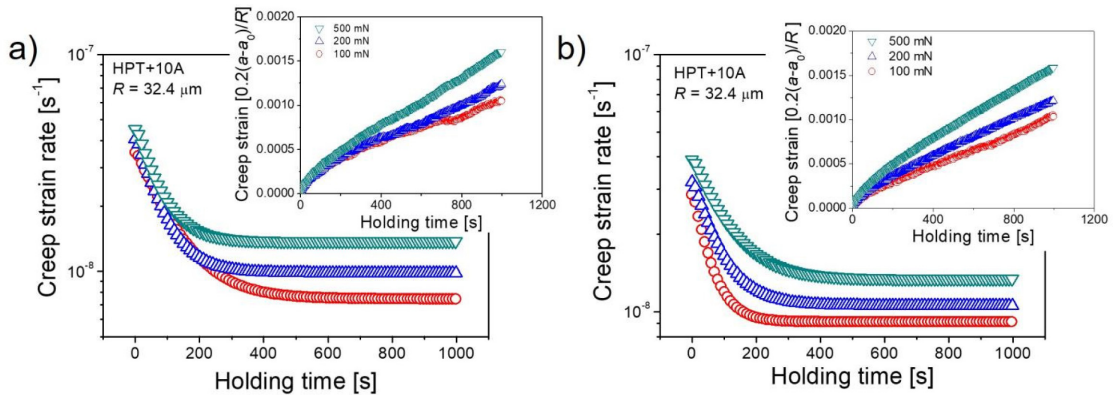 a)
Creep strain rate [s⁻¹]
10⁻⁷
10⁻⁸
HPT+10A
R = 32.4 μm
0 200 400 600 800 1000
Holding time [s]
Creep strain [0.2(a-a₀)/R]
0.0020
0.0015
0.0010
0.0005
0.0000
500 mN
200 mN
100 mN
0 400 800 1200
Holding time [s]
b)
Creep strain rate [s⁻¹]
10⁻⁷
10⁻⁸
HPT+10A
R = 32.4 μm
0 200 400 600 800 1000
Holding time [s]
Creep strain [0.2(a-a₀)/R]
0.0020
0.0015
0.0010
0.0005
0.0000
500 mN
200 mN
100 mN
0 400 800 1200
Holding time [s]